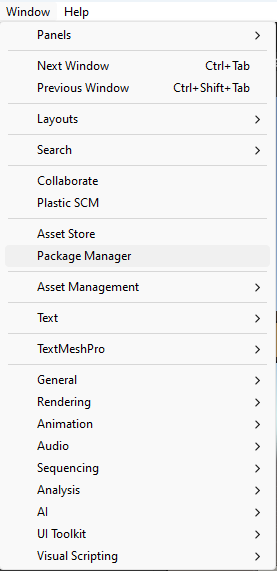 Window Help
Panels
Next Window Ctrl+Tab
Previous Window Ctrl+Shift+Tab
Layouts
Search
Collaborate
Plastic SCM
Asset Store
Package Manager
Asset Management
Text
TextMeshPro
General
Rendering
Animation
Audio
Sequencing
Analysis
AI
UI Toolkit
Visual Scripting